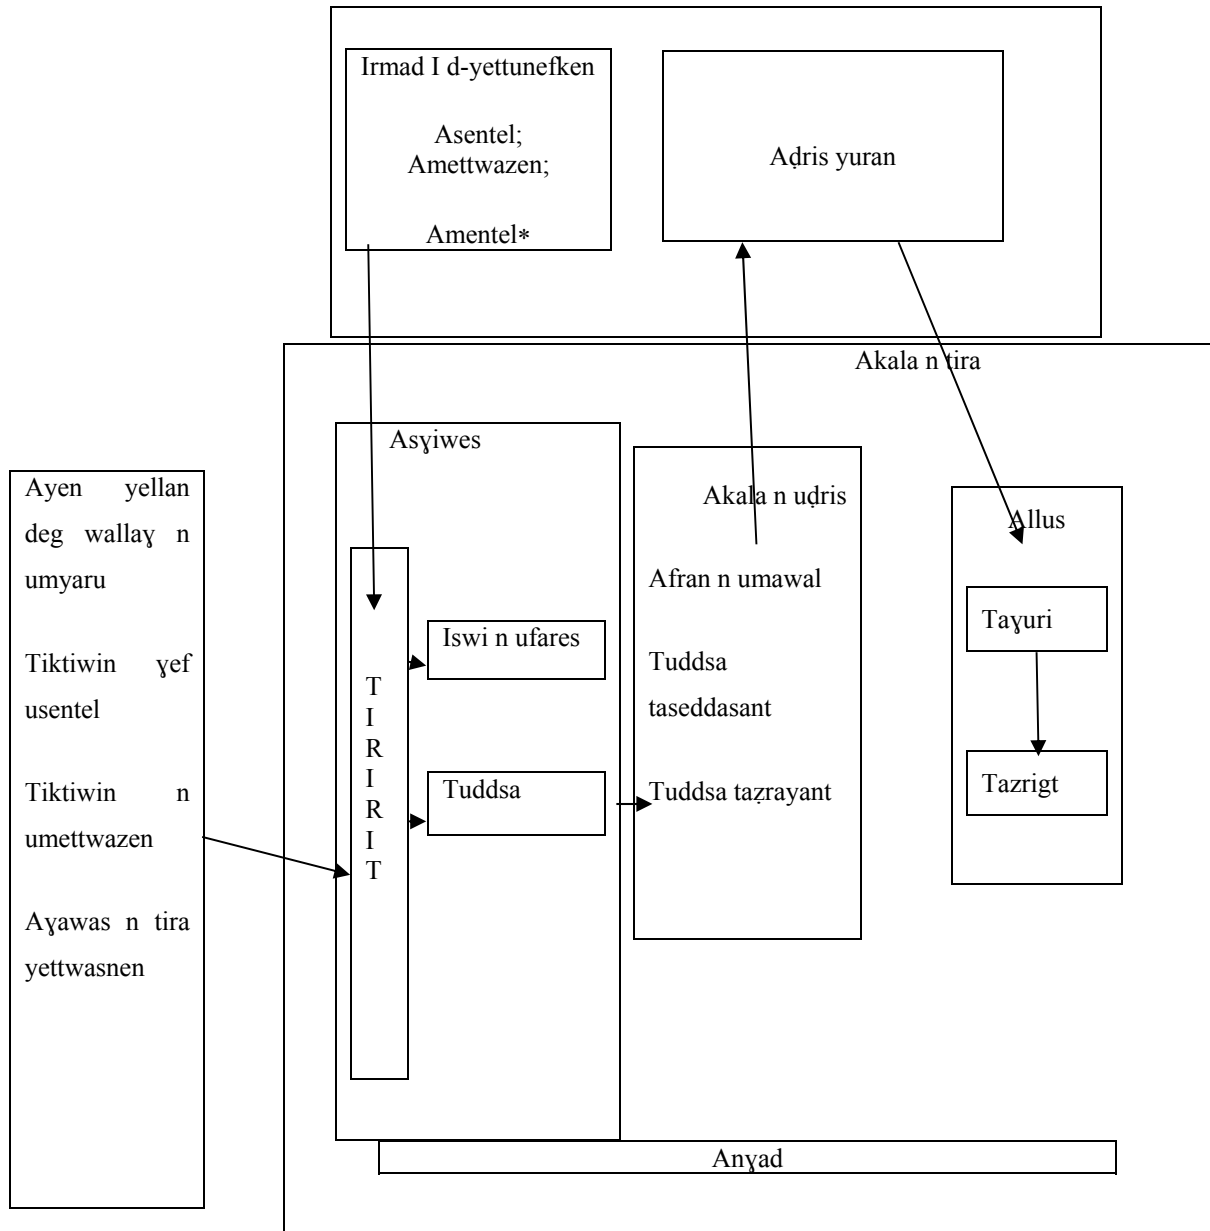 Irmad I d-yettunefken
Asentel;
Amettwazen;
Amentel*
Aḍris yuran
Akala n tira
Asɣiwes
T
I
R
I
R
I
T
Iswi n ufares
Tuddsa
Akala n uḍris
Afran n umawal
Tuddsa
taseddasant
Tuddsa taẓrayant
Allus
Taɣuri
Tazrigt
Ayen yellan
deg wallaɣ n
umyaru
Tiktiwin ɣef
usentel
Tiktiwin n
umettwazen
Aɣawas n tira
yettwasnen
Anɣad